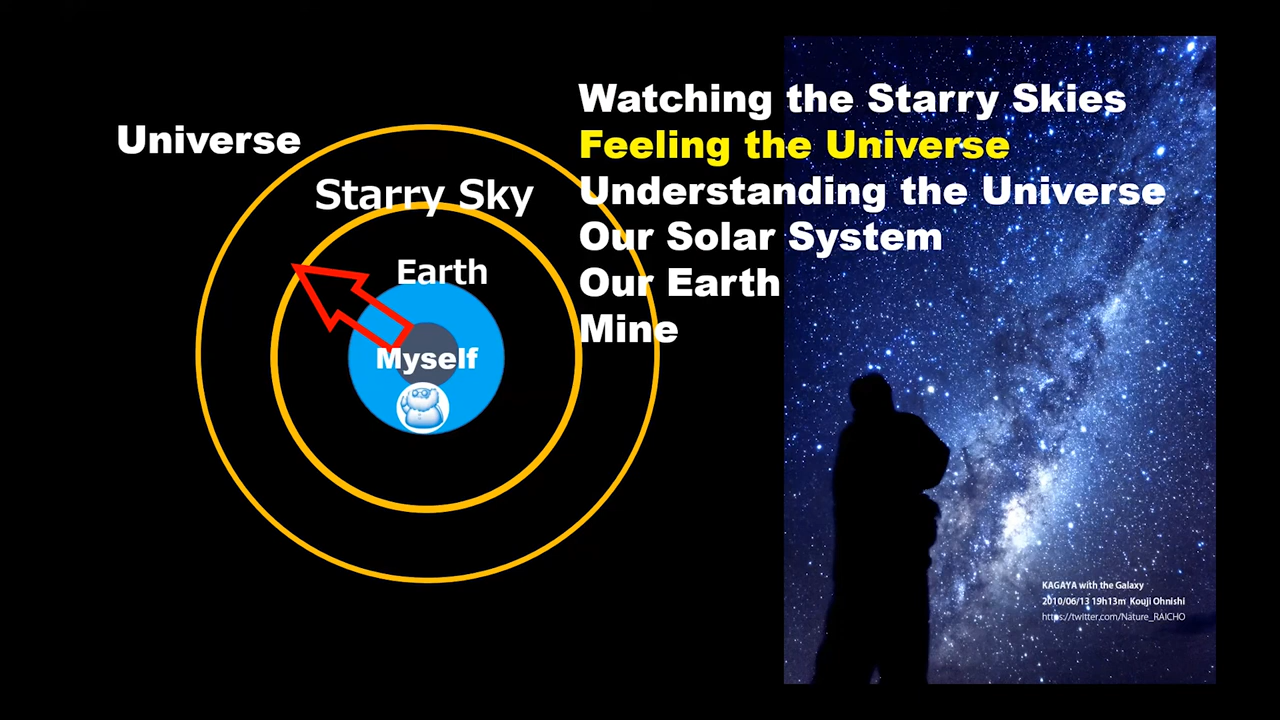 Universe
Starry Sky
Earth
Myself
Watching the Starry Skies
Feeling the Universe
Understanding the Universe
Our Solar System
Our Earth
Mine
KAGAYA with the Galaxy
2010/06/13 19h13m Kouji Ohnishi
https://twitter.com/Nature_RAICHO